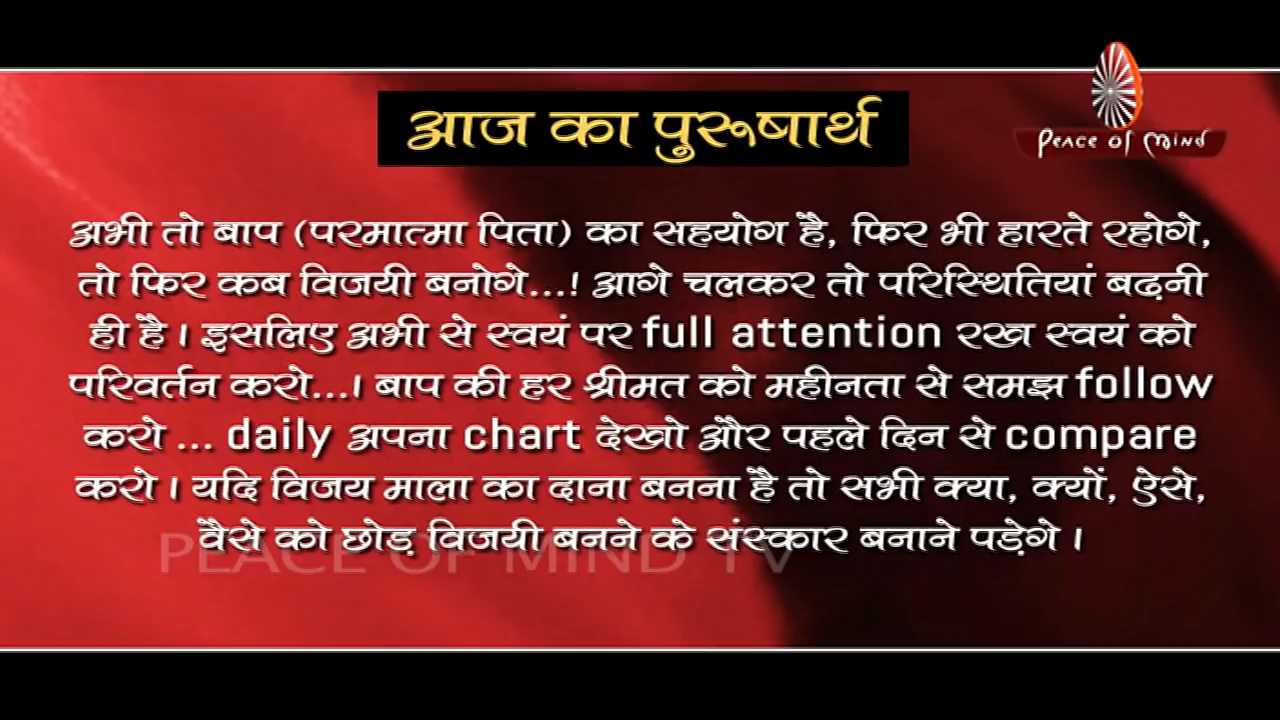 आज का पुरूषार्थ
Peace of Mind
अभी तो बाप (परमात्मा पिता) का सहयोग है, फिर भी हारते रहोगे,
तो फिर कब विजयी बनोगे...! आगे चलकर तो परिस्थितियां बढ़नी
ही है । इसलिए अभी से स्वयं पर full attention रख स्वयं को
परिवर्तन करो...। बाप की हर श्रीमत को महीनता से समझ follow
करो ... daily अपना chart देखो और पहले दिन से compare
करो । यदि विजय माला का दाना बनना है तो सभी क्या, क्यों, ऐसे,
वैसे को छोड़ विजयी बनने के संस्कार बनाने पड़ेगे ।
PEACE OF MIND TV